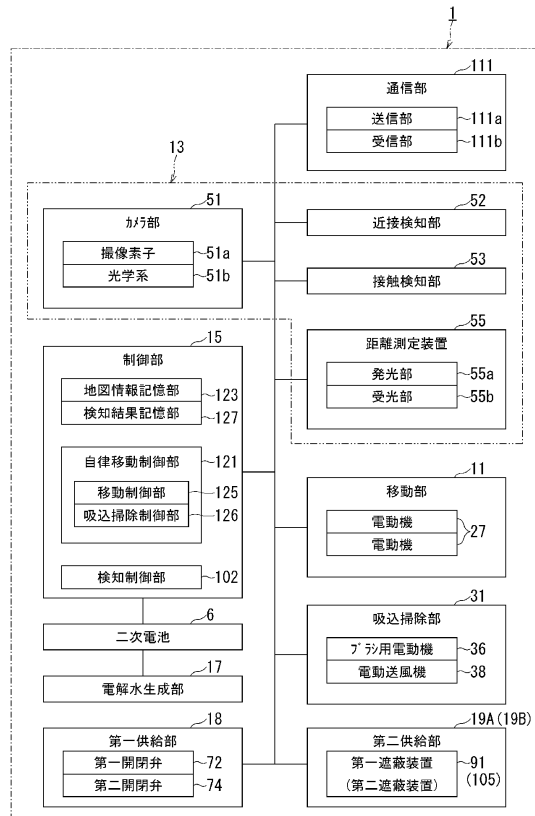 1
111
通信部
送信部
111a
受信部
111b
13
51
カメラ部
撮像素子
51a
光学系
51b
52
近接検知部
53
接触検知部
55
距離測定装置
発光部
55a
受光部
55b
15
制御部
地図情報記憶部
123
検知結果記憶部
127
自律移動制御部
121
移動制御部
125
吸込掃除制御部
126
検知制御部
102
11
移動部
電動機
電動機
27
6
二次電池
17
電解水生成部
31
吸込掃除部
ブラシ用電動機
36
電動送風機
38
18
第一供給部
第一開閉弁
72
第二開閉弁
74
19A(19B)
第二供給部
第一遮蔽装置
91
(第二遮蔽装置)
(105)